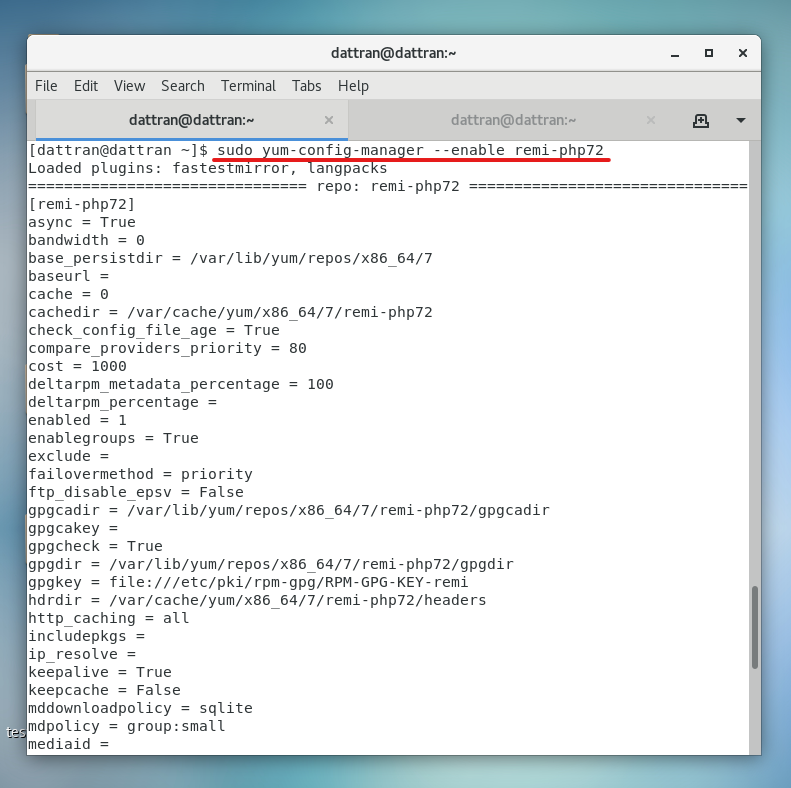 dattran@dattran:~
File Edit View Search Terminal Tabs Help
dattran@dattran:~ dattran@dattran:~
[dattran@dattran ~]$ sudo yum-config-manager --enable remi-php72
Loaded plugins: fastestmirror, langpacks
=============================== repo: remi-php72 ===============================
[remi-php72]
async = True
bandwidth = 0
base_persistdir = /var/lib/yum/repos/x86_64/7
baseurl =
cache = 0
cachedir = /var/cache/yum/x86_64/7/remi-php72
check_config_file_age = True
compare_providers_priority = 80
cost = 1000
deltarpm_metadata_percentage = 100
deltarpm_percentage =
enabled = 1
enablegroups = True
exclude =
failovermethod = priority
ftp_disable_epsv = False
gpgcadir = /var/lib/yum/repos/x86_64/7/remi-php72/gpgcadir
gpgcakey =
gpgcheck = True
gpgdir = /var/lib/yum/repos/x86_64/7/remi-php72/gpgdir
gpgkey = file:///etc/pki/rpm-gpg/RPM-GPG-KEY-remi
hdrdir = /var/cache/yum/x86_64/7/remi-php72/headers
http_caching = all
includepkgs =
ip_resolve =
keepalive = True
keepcache = False
mddownloadpolicy = sqlite
tes
mdpolicy = group:small
mediaid =